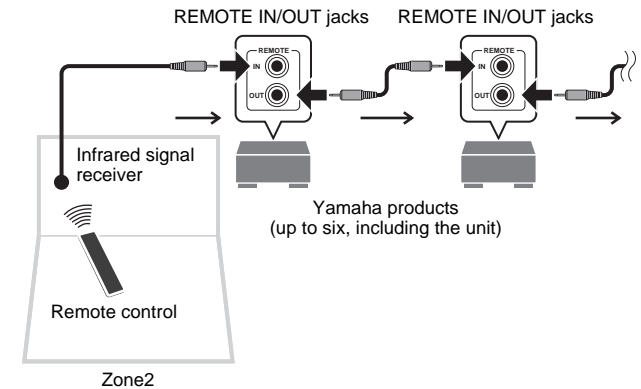 REMOTE IN/OUT jacks
REMOTE IN/OUT jacks
REMOTE
IN
OUT
REMOTE
IN
OUT
Infrared signal
receiver
Yamaha products
(up to six, including the unit)
Remote control
Zone2